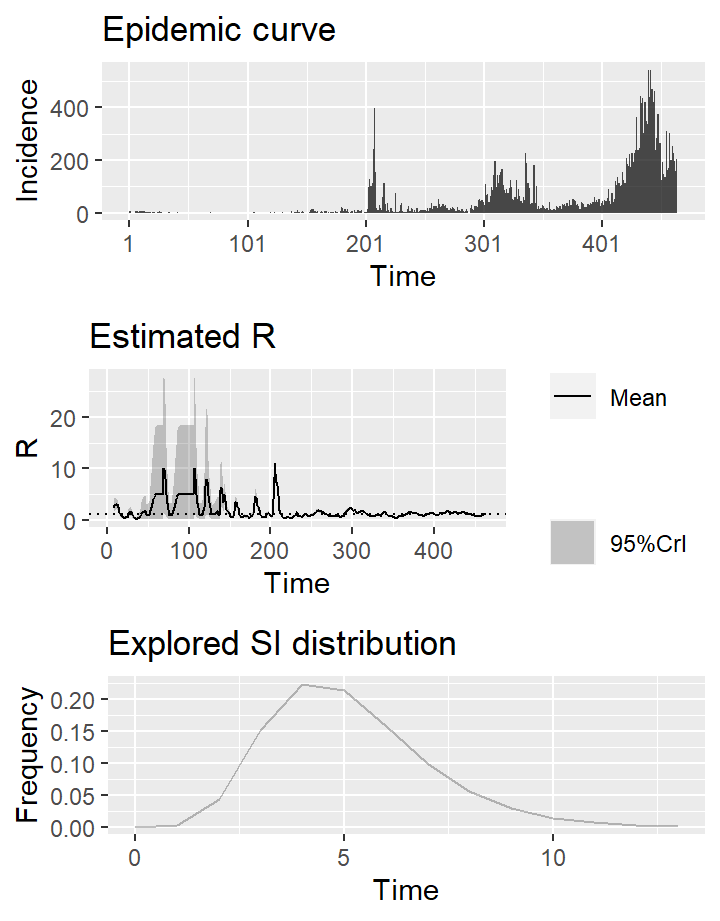 Epidemic curve
Incidence
400
200
0
1 101 201 301 401
Time
Estimated R
R
20
10
0
0 100 200 300 400
Time
Mean
95%CrI
Explored SI distribution
Frequency
0.20
0.15
0.10
0.05
0.00
0 5 10
Time